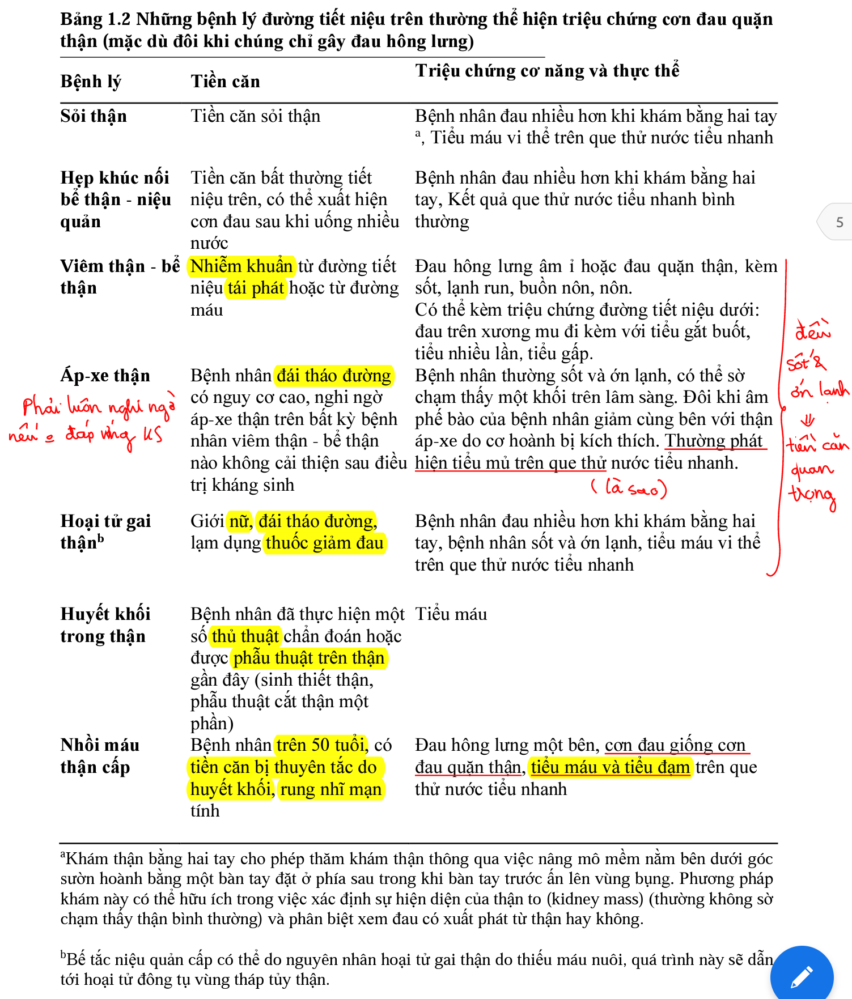 Bảng 1.2 Những bệnh lý đường tiết niệu trên thường thể hiện triệu chứng cơn đau quặn
thận (mặc dù đôi khi chúng chỉ gây đau hông lưng)
Bệnh lý
Tiền căn
Triệu chứng cơ năng và thực thể
Sỏi thận
Tiền căn sỏi thận
Bệnh nhân đau nhiều hơn khi khám bằng hai tay
a, Tiểu máu vi thể trên que thử nước tiểu nhanh
Hẹp khúc nối
bể thận - niệu
quản
Tiền căn bất thường tiết
niệu trên, có thể xuất hiện
cơn đau sau khi uống nhiều
nước
Bệnh nhân đau nhiều hơn khi khám bằng hai
tay, Kết quả que thử nước tiểu nhanh bình
thường
5
Viêm thận - bể
thận
Nhiễm khuẩn từ đường tiết
niệu tái phát hoặc từ đường
máu
Đau hông lưng âm ỉ hoặc đau quặn thận, kèm
sốt, lạnh run, buồn nôn, nôn.
Có thể kèm triệu chứng đường tiết niệu dưới:
đau trên xương mu đi kèm với tiểu gắt buốt,
tiểu nhiều lần, tiểu gấp.
Áp-xe thận
Phải luôn nghi ngờ
nếu đáp ứng KS
Bệnh nhân đái tháo đường
có nguy cơ cao, nghi ngờ
áp-xe thận trên bất kỳ bệnh
nhân viêm thận - bể thận
nào không cải thiện sau điều
trị kháng sinh
Bệnh nhân thường sốt và ớn lạnh, có thể sờ
chạm thấy một khối trên lâm sàng. Đôi khi âm
phế bào của bệnh nhân giảm cùng bên với thận
áp-xe do cơ hoành bị kích thích. Thường phát
hiện tiểu mủ trên que thử nước tiểu nhanh.
(là sao)
đều
sốt &
ớn lạnh
⇓
tiền căn
quan
trọng
Hoại tử gai
thậnb
Giới nữ, đái tháo đường,
lạm dụng thuốc giảm đau
Bệnh nhân đau nhiều hơn khi khám bằng hai
tay, bệnh nhân sốt và ớn lạnh, tiểu máu vi thể
trên que thử nước tiểu nhanh
Huyết khối
trong thận
Bệnh nhân đã thực hiện một
số thủ thuật chẩn đoán hoặc
được phẫu thuật trên thận
gần đây (sinh thiết thận,
phẫu thuật cắt thận một
phần)
Tiểu máu
Nhồi máu
thận cấp
Bệnh nhân trên 50 tuổi, có
tiền căn bị thuyên tắc do
huyết khối, rung nhĩ mạn
tính
Đau hông lưng một bên, cơn đau giống cơn
đau quặn thận, tiểu máu và tiểu đạm trên que
thử nước tiểu nhanh
aKhám thận bằng hai tay cho phép thăm khám thận thông qua việc nâng mô mềm nằm bên dưới góc
sườn hoành bằng một bàn tay đặt ở phía sau trong khi bàn tay trước ấn lên vùng bụng. Phương pháp
khám này có thể hữu ích trong việc xác định sự hiện diện của thận to (kidney mass) (thường không sờ
chạm thấy thận bình thường) và phân biệt xem đau có xuất phát từ thận hay không.
bBế tắc niệu quản cấp có thể do nguyên nhân hoại tử gai thận do thiếu máu nuôi, quá trình này sẽ dẫn
tới hoại tử đông tụ vùng tháp tủy thận.